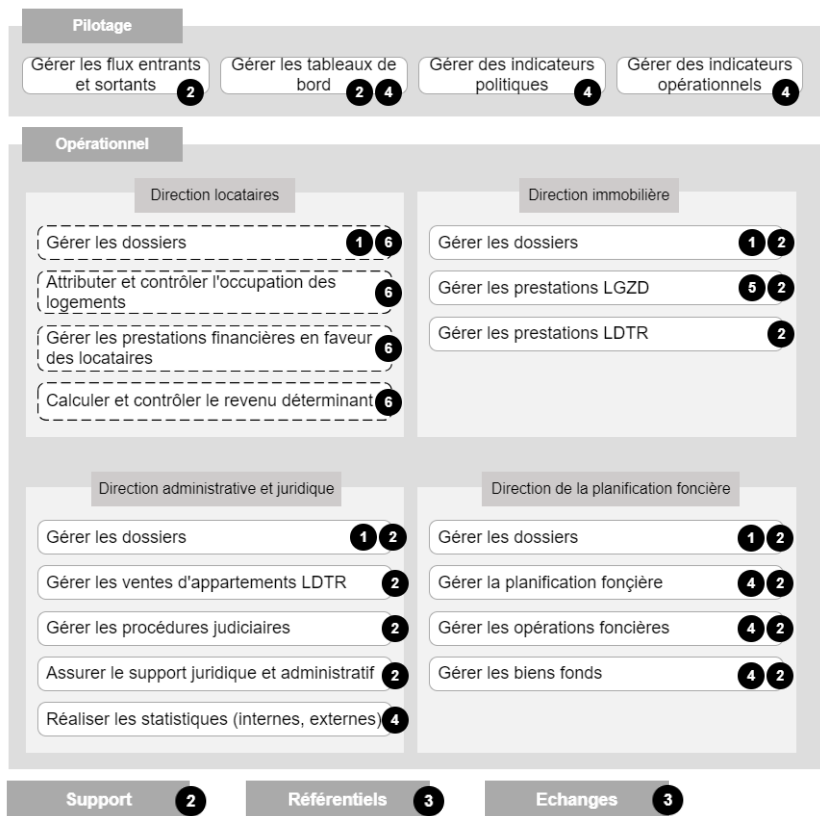 Pilotage
Gérer les flux entrants
et sortants
2
Gérer les tableaux de
bord
2 4
Gérer des indicateurs
politiques
4
Gérer des indicateurs
opérationnels
4
Opérationnel
Direction locataires
Gérer les dossiers 1 6
Attribuer et contrôler l'occupation des
logements
6
Gérer les prestations financières en faveur
des locataires
6
Calculer et contrôler le revenu déterminant 6
Direction immobilière
Gérer les dossiers 1 2
Gérer les prestations LGZD 5 2
Gérer les prestations LDTR 2
Direction administrative et juridique
Gérer les dossiers 1 2
Gérer les ventes d'appartements LDTR 2
Gérer les procédures judiciaires 2
Assurer le support juridique et administratif 2
Réaliser les statistiques (internes, externes) 4
Direction de la planification foncière
Gérer les dossiers 1 2
Gérer la planification fonçière 4 2
Gérer les opérations foncières 4 2
Gérer les biens fonds 4 2
Support 2
Référentiels 3
Echanges 3